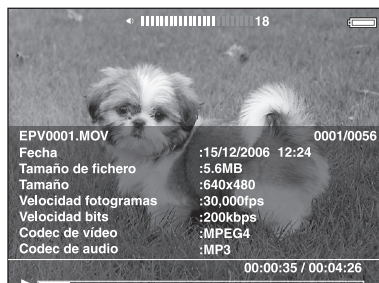 18
EPV0001.MOV 0001/0056
Fecha :15/12/2006 12:24
Tamaño de fichero :5.6MB
Tamaño :640x480
Velocidad fotogramas :30,000fps
Velocidad bits :200kbps
Codec de vídeo :MPEG4
Codec de audio :MP3
00:00:35 / 00:04:26